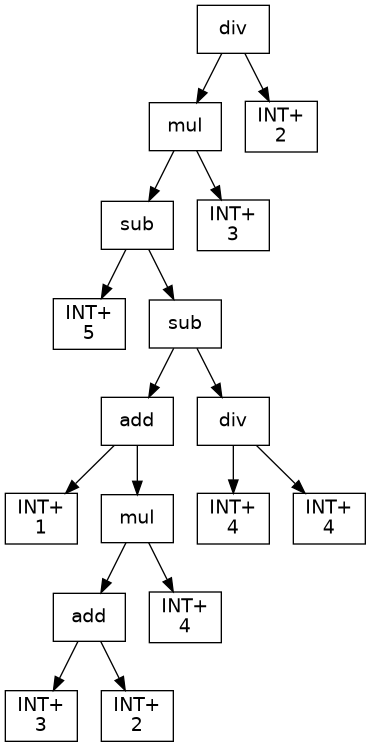 div
mul
INT+
2
sub
INT+
3
INT+
5
sub
add
div
INT+
1
mul
INT+
4
INT+
4
add
INT+
4
INT+
3
INT+
2